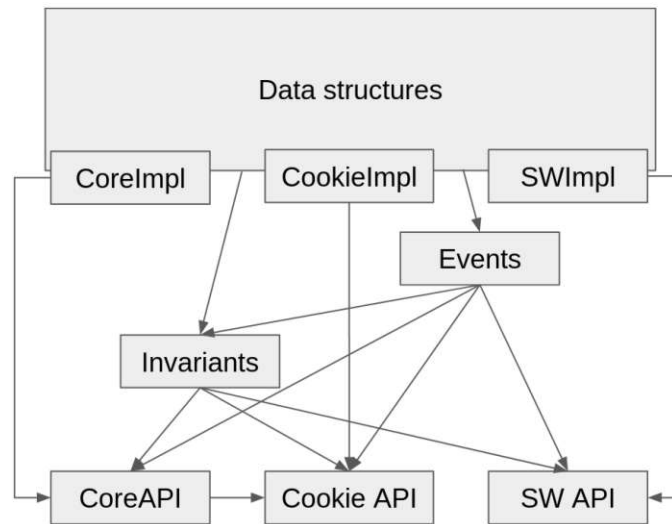 Data structures
CoreImpl
CookieImpl
SWImpl
Events
Invariants
CoreAPI
Cookie API
SW API